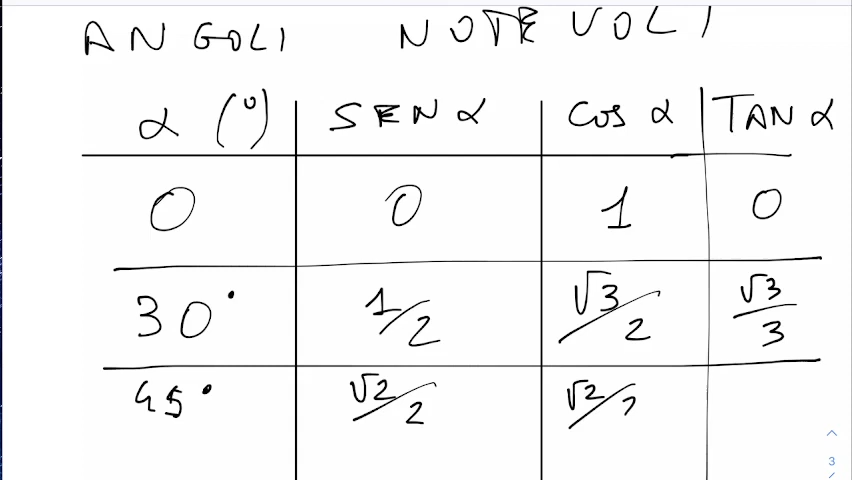 ANGOLI NOTEVOLI
α (°) SEN α COS α TAN α
0 0 1 0
30° 1/2 √3/2 √3/3
45° √2/2 √2/2
3